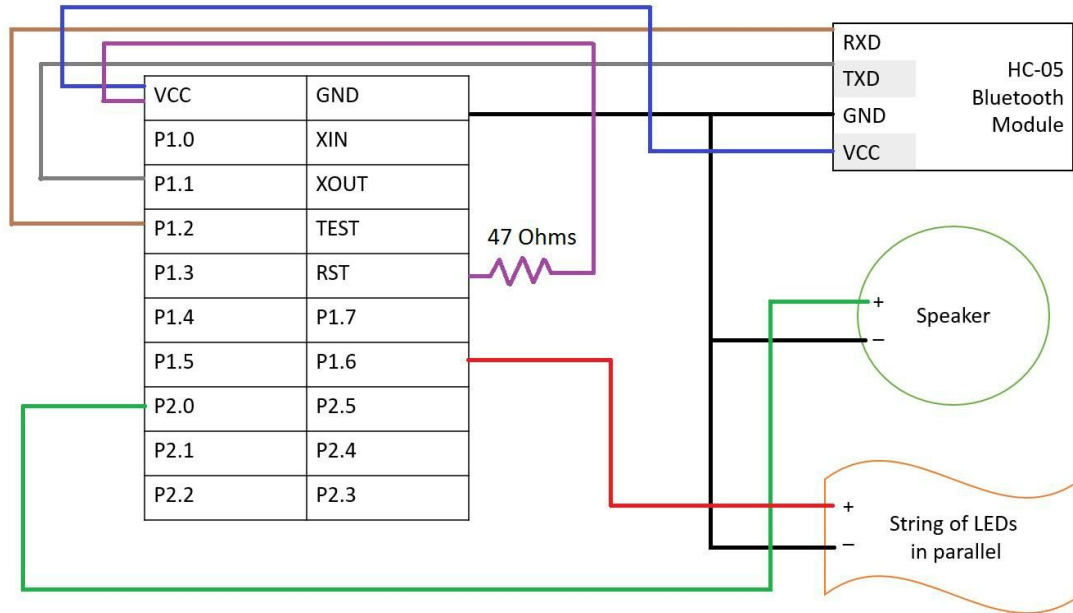 RXD
TXD
GND
VCC
HC-05
Bluetooth
Module
VCC GND
P1.0 XIN
P1.1 XOUT
P1.2 TEST
P1.3 RST
P1.4 P1.7
P1.5 P1.6
P2.0 P2.5
P2.1 P2.4
P2.2 P2.3
47 Ohms
+
Speaker
–
+
String of LEDs
– in parallel